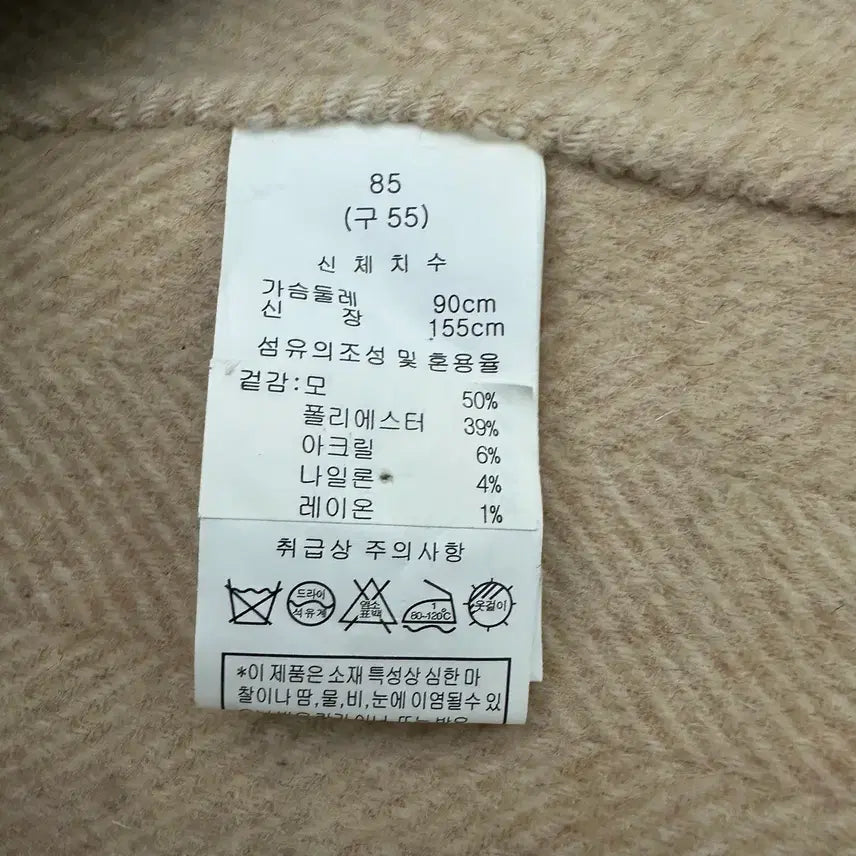 85
(구 55)
신 체 치 수
가슴둘레 90cm
신 장 155cm
섬유의조성 및 혼용율
겉감:모 50%
폴리에스터 39%
아크릴 6%
나일론 4%
레이온 1%
취급상 주의사항
드라이
석유계
염소
표백
1
80~120℃
옷걸이
*이 제품은 소재 특성상 심한 마
찰이나 땀,물,비,눈에 이염될수 있